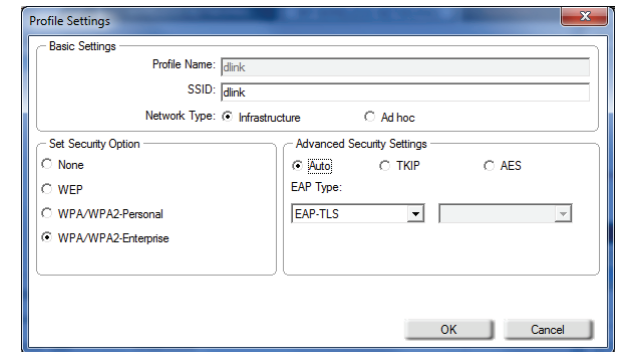 Profile Settings
Basic Settings
Profile Name: dlink
SSID: dlink
Network Type: Infrastructure Ad hoc
Set Security Option
None
WEP
WPA/WPA2-Personal
WPA/WPA2-Enterprise
Advanced Security Settings
Auto TKIP AES
EAP Type:
EAP-TLS
OK Cancel